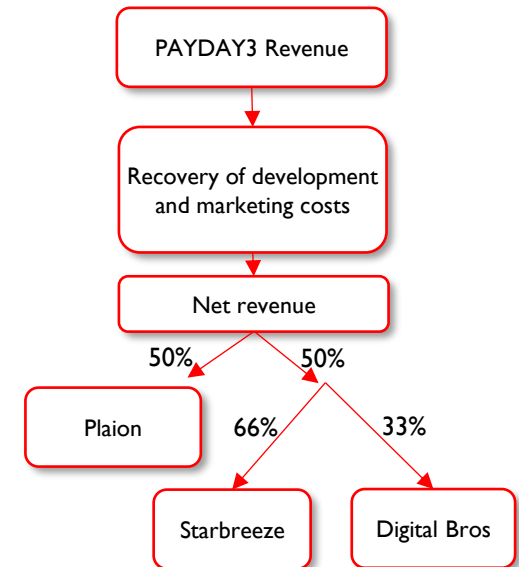 PAYDAY3 Revenue
Recovery of development
and marketing costs
Net revenue
50%
50%
Plaion
66%
33%
Starbreeze
Digital Bros